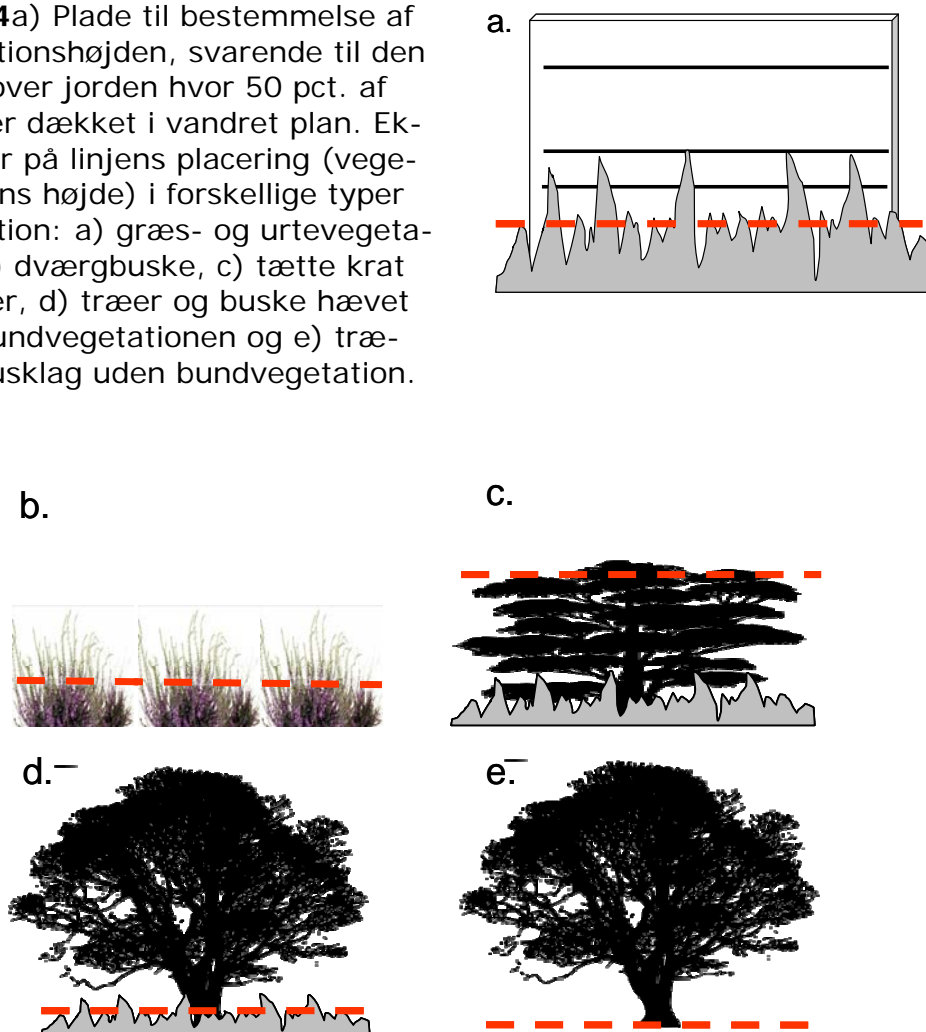 4a) Plade til bestemmelse af
tionshøjden, svarende til den
over jorden hvor 50 pct. af
er dækket i vandret plan. Ek-
r på linjens placering (vege-
ns højde) i forskellige typer
tion: a) græs- og urtevegeta-
) dværgbuske, c) tætte krat
er, d) træer og buske hævet
undvegetationen og e) træ-
usklag uden bundvegetation.
a.
b.
c.
d.
e.